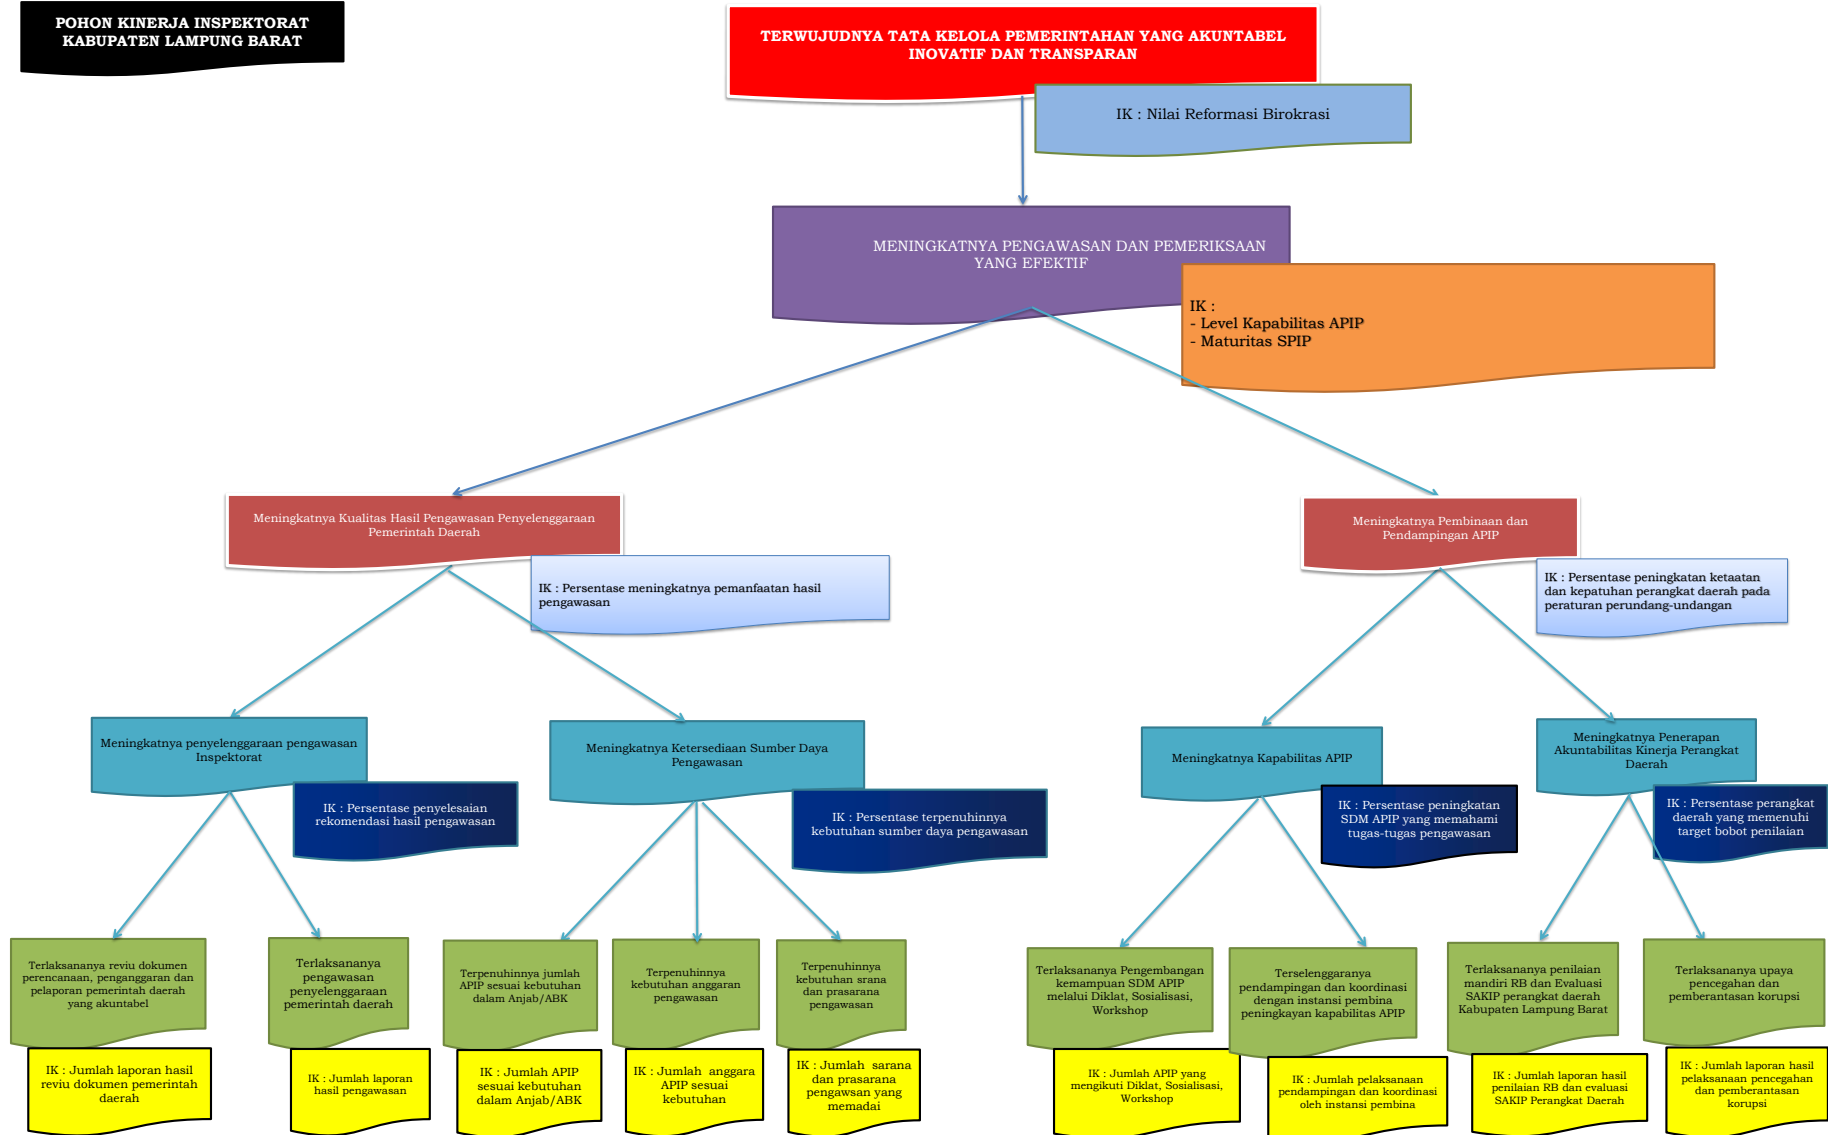 POHON KINERJA INSPEKTORAT
KABUPATEN LAMPUNG BARAT
TERWUJUDNYA TATA KELOLA PEMERINTAHAN YANG AKUNTABEL
INOVATIF DAN TRANSPARAN
IK : Nilai Reformasi Birokrasi
MENINGKATNYA PENGAWASAN DAN PEMERIKSAAN
YANG EFEKTIF
IK :
- Level Kapabilitas APIP
- Maturitas SPIP
Meningkatnya Kualitas Hasil Pengawasan Penyelenggaraan
Pemerintah Daerah
IK : Persentase meningkatnya pemanfaatan hasil
pengawasan
Meningkatnya Pembinaan dan
Pendampingan APIP
IK : Persentase peningkatan ketaatan
dan kepatuhan perangkat daerah pada
peraturan perundang-undangan
Meningkatnya penyelenggaraan pengawasan
Inspektorat
IK : Persentase penyelesaian
rekomendasi hasil pengawasan
Meningkatnya Ketersediaan Sumber Daya
Pengawasan
IK : Persentase terpenuhinnya
kebutuhan sumber daya pengawasan
Meningkatnya Kapabilitas APIP
IK : Persentase peningkatan
SDM APIP yang memahami
tugas-tugas pengawasan
Meningkatnya Penerapan
Akuntabilitas Kinerja Perangkat
Daerah
IK : Persentase perangkat
daerah yang memenuhi
target bobot penilaian
Terlaksananya reviu dokumen
perencanaan, penganggaran dan
pelaporan pemerintah daerah
yang akuntabel
IK : Jumlah laporan hasil
reviu dokumen pemerintah
daerah
Terlaksananya
pengawasan
penyelenggaraan
pemerintah daerah
IK : Jumlah laporan
hasil pengawasan
Terpenuhinnya jumlah
APIP sesuai kebutuhan
dalam Anjab/ABK
IK : Jumlah APIP
sesuai kebutuhan
dalam Anjab/ABK
Terpenuhinnya
kebutuhan anggaran
pengawasan
IK : Jumlah anggara
APIP sesuai
kebutuhan
Terpenuhinnya
kebutuhan srana
dan prasarana
pengawasan
IK : Jumlah sarana
dan prasarana
pengawsan yang
memadai
Terlaksananya Pengembangan
kemampuan SDM APIP
melalui Diklat, Sosialisasi,
Workshop
IK : Jumlah APIP yang
mengikuti Diklat, Sosialisasi,
Workshop
Terselenggaranya
pendampingan dan koordinasi
dengan instansi pembina
peningkayan kapabilitas APIP
IK : Jumlah pelaksanaan
pendampingan dan koordinasi
oleh instansi pembina
Terlaksananya penilaian
mandiri RB dan Evaluasi
SAKIP perangkat daerah
Kabupaten Lampung Barat
IK : Jumlah laporan hasil
penilaian RB dan evaluasi
SAKIP Perangkat Daerah
Terlaksananya upaya
pencegahan dan
pemberantasan korupsi
IK : Jumlah laporan hasil
pelaksanaan pencegahan
dan pemberantasan
korupsi